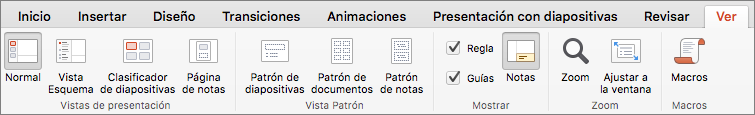 Inicio Insertar Diseño Transiciones Animaciones Presentación con diapositivas Revisar Ver
Normal
Vista
Esquema
Clasificador
de diapositivas
Página
de notas
Vistas de presentación
Patrón de
diapositivas
Patrón de
documentos
Patrón
de notas
Vista Patrón
Regla
Guías
Notas
Mostrar
Zoom
Ajustar a
la ventana
Zoom
Macros
Macros